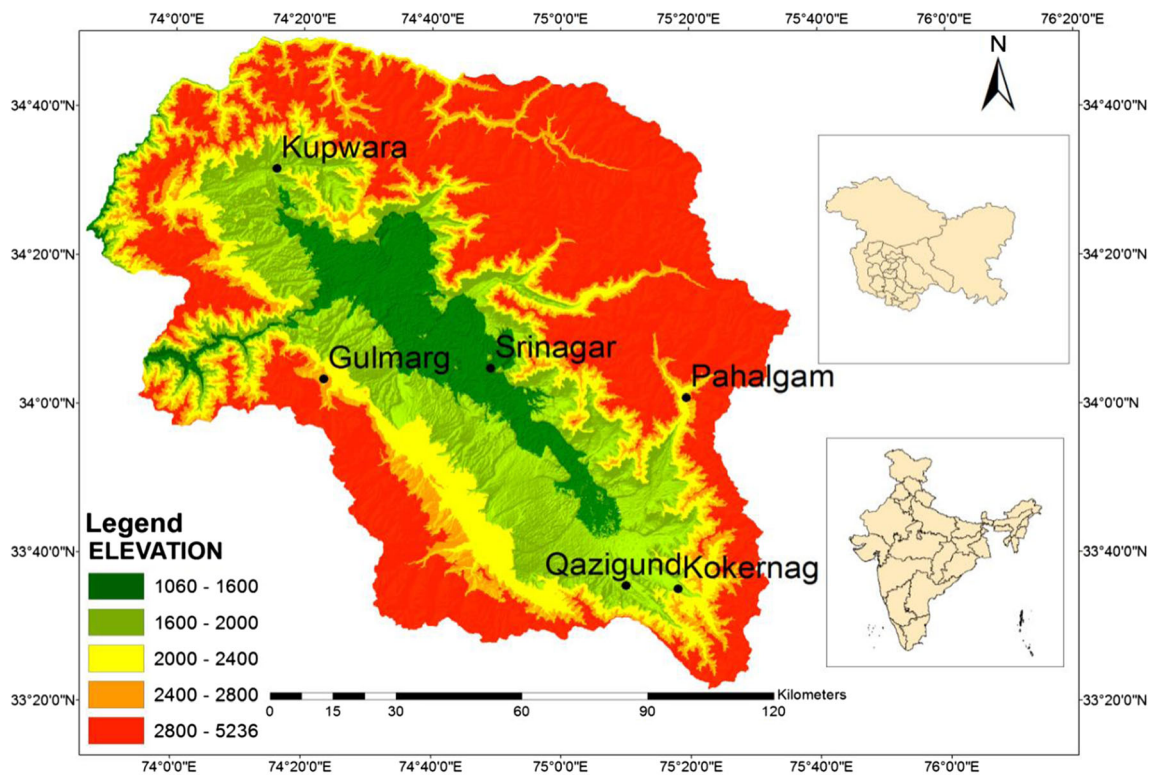 74°0'0"E 74°20'0"E 74°40'0"E 75°0'0"E 75°20'0"E 75°40'0"E 76°0'0"E 76°20'0"E
N
34°40'0"N 34°40'0"N
Kupwara
34°20'0"N 34°20'0"N
Srinagar
Gulmarg
Pahalgam
34°0'0"N 34°0'0"N
Legend
ELEVATION
33°40'0"N 33°40'0"N
Qazigund Kokernag
1060 - 1600
1600 - 2000
2000 - 2400
2400 - 2800
2800 - 5236
Kilometers
0 15 30 60 90 120
33°20'0"N 33°20'0"N
74°0'0"E 74°20'0"E 74°40'0"E 75°0'0"E 75°20'0"E 75°40'0"E 76°0'0"E